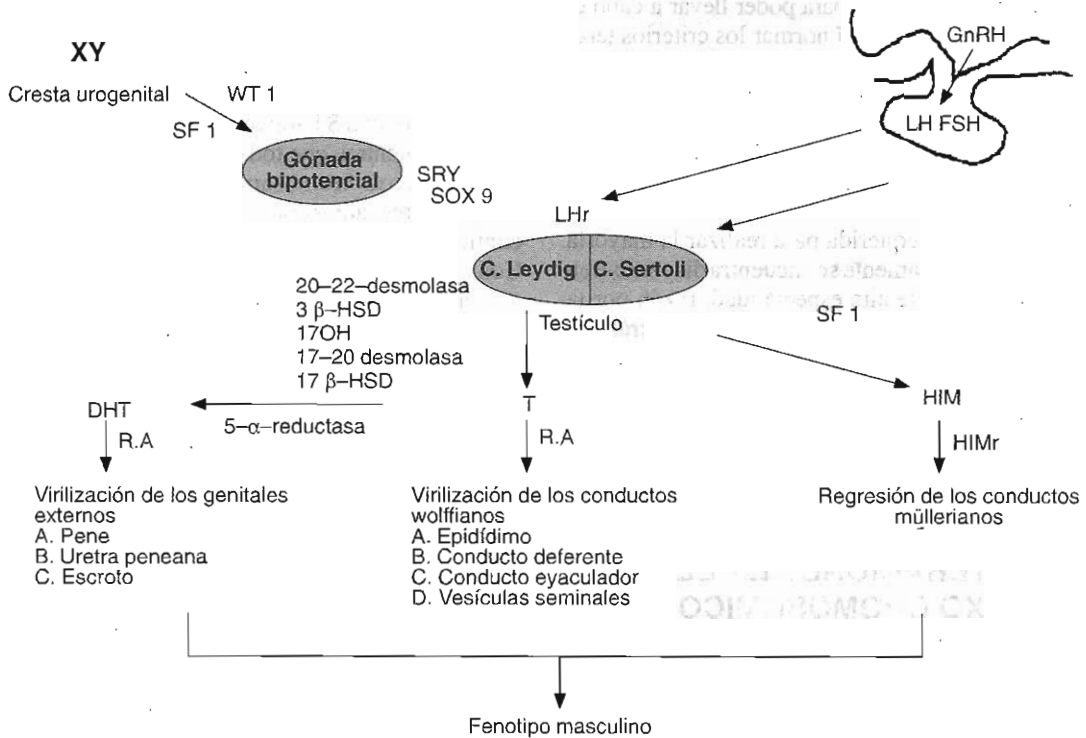 XY
Cresta urogenital
WT 1
SF 1
Gónada
bipotencial
SRY
SOX 9
GnRH
LH FSH
LHr
C. Leydig
C. Sertoli
Testículo
20–22–desmolasa
3 β–HSD
17OH
17–20 desmolasa
17 β–HSD
SF 1
DHT
5–α–reductasa
R.A
T
R.A
HIM
HIMr
Virilización de los genitales
externos
A. Pene
B. Uretra peneana
C. Escroto
Virilización de los conductos
wolffianos
A. Epidídimo
B. Conducto deferente
C. Conducto eyaculador
D. Vesículas seminales
Regresión de los conductos
müllerianos
Fenotipo masculino